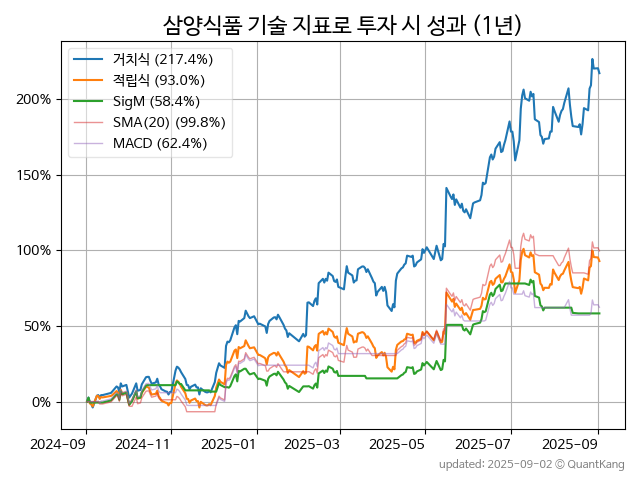 삼양식품 기술 지표로 투자 시 성과 (1년)
거치식 (217.4%)
적립식 (93.0%)
SigM (58.4%)
SMA(20) (99.8%)
MACD (62.4%)
200%
150%
100%
50%
0%
2024-09 2024-11 2025-01 2025-03 2025-05 2025-07 2025-09
updated: 2025-09-02 © QuantKang